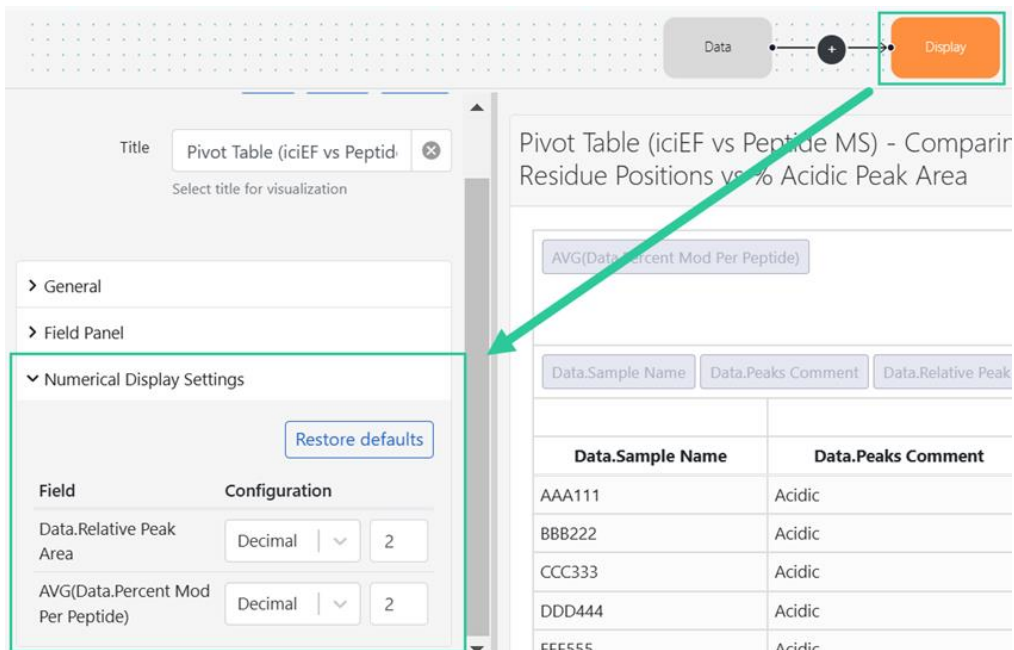 Data
+
Display
Title
Pivot Table (iciEF vs Peptid
Select title for visualization
General
Field Panel
Numerical Display Settings
Restore defaults
Field Configuration
Data.Relative Peak
Area
Decimal 2
AVG(Data.Percent Mod
Per Peptide)
Decimal 2
Pivot Table (iciEF vs Peptide MS) - Comparin
Residue Positions vs % Acidic Peak Area
AVG(Data.Percent Mod Per Peptide)
Data.Sample Name Data.Peaks Comment Data.Relative Peak
Data.Sample Name Data.Peaks Comment
AAA111 Acidic
BBB222 Acidic
CCC333 Acidic
DDD444 Acidic